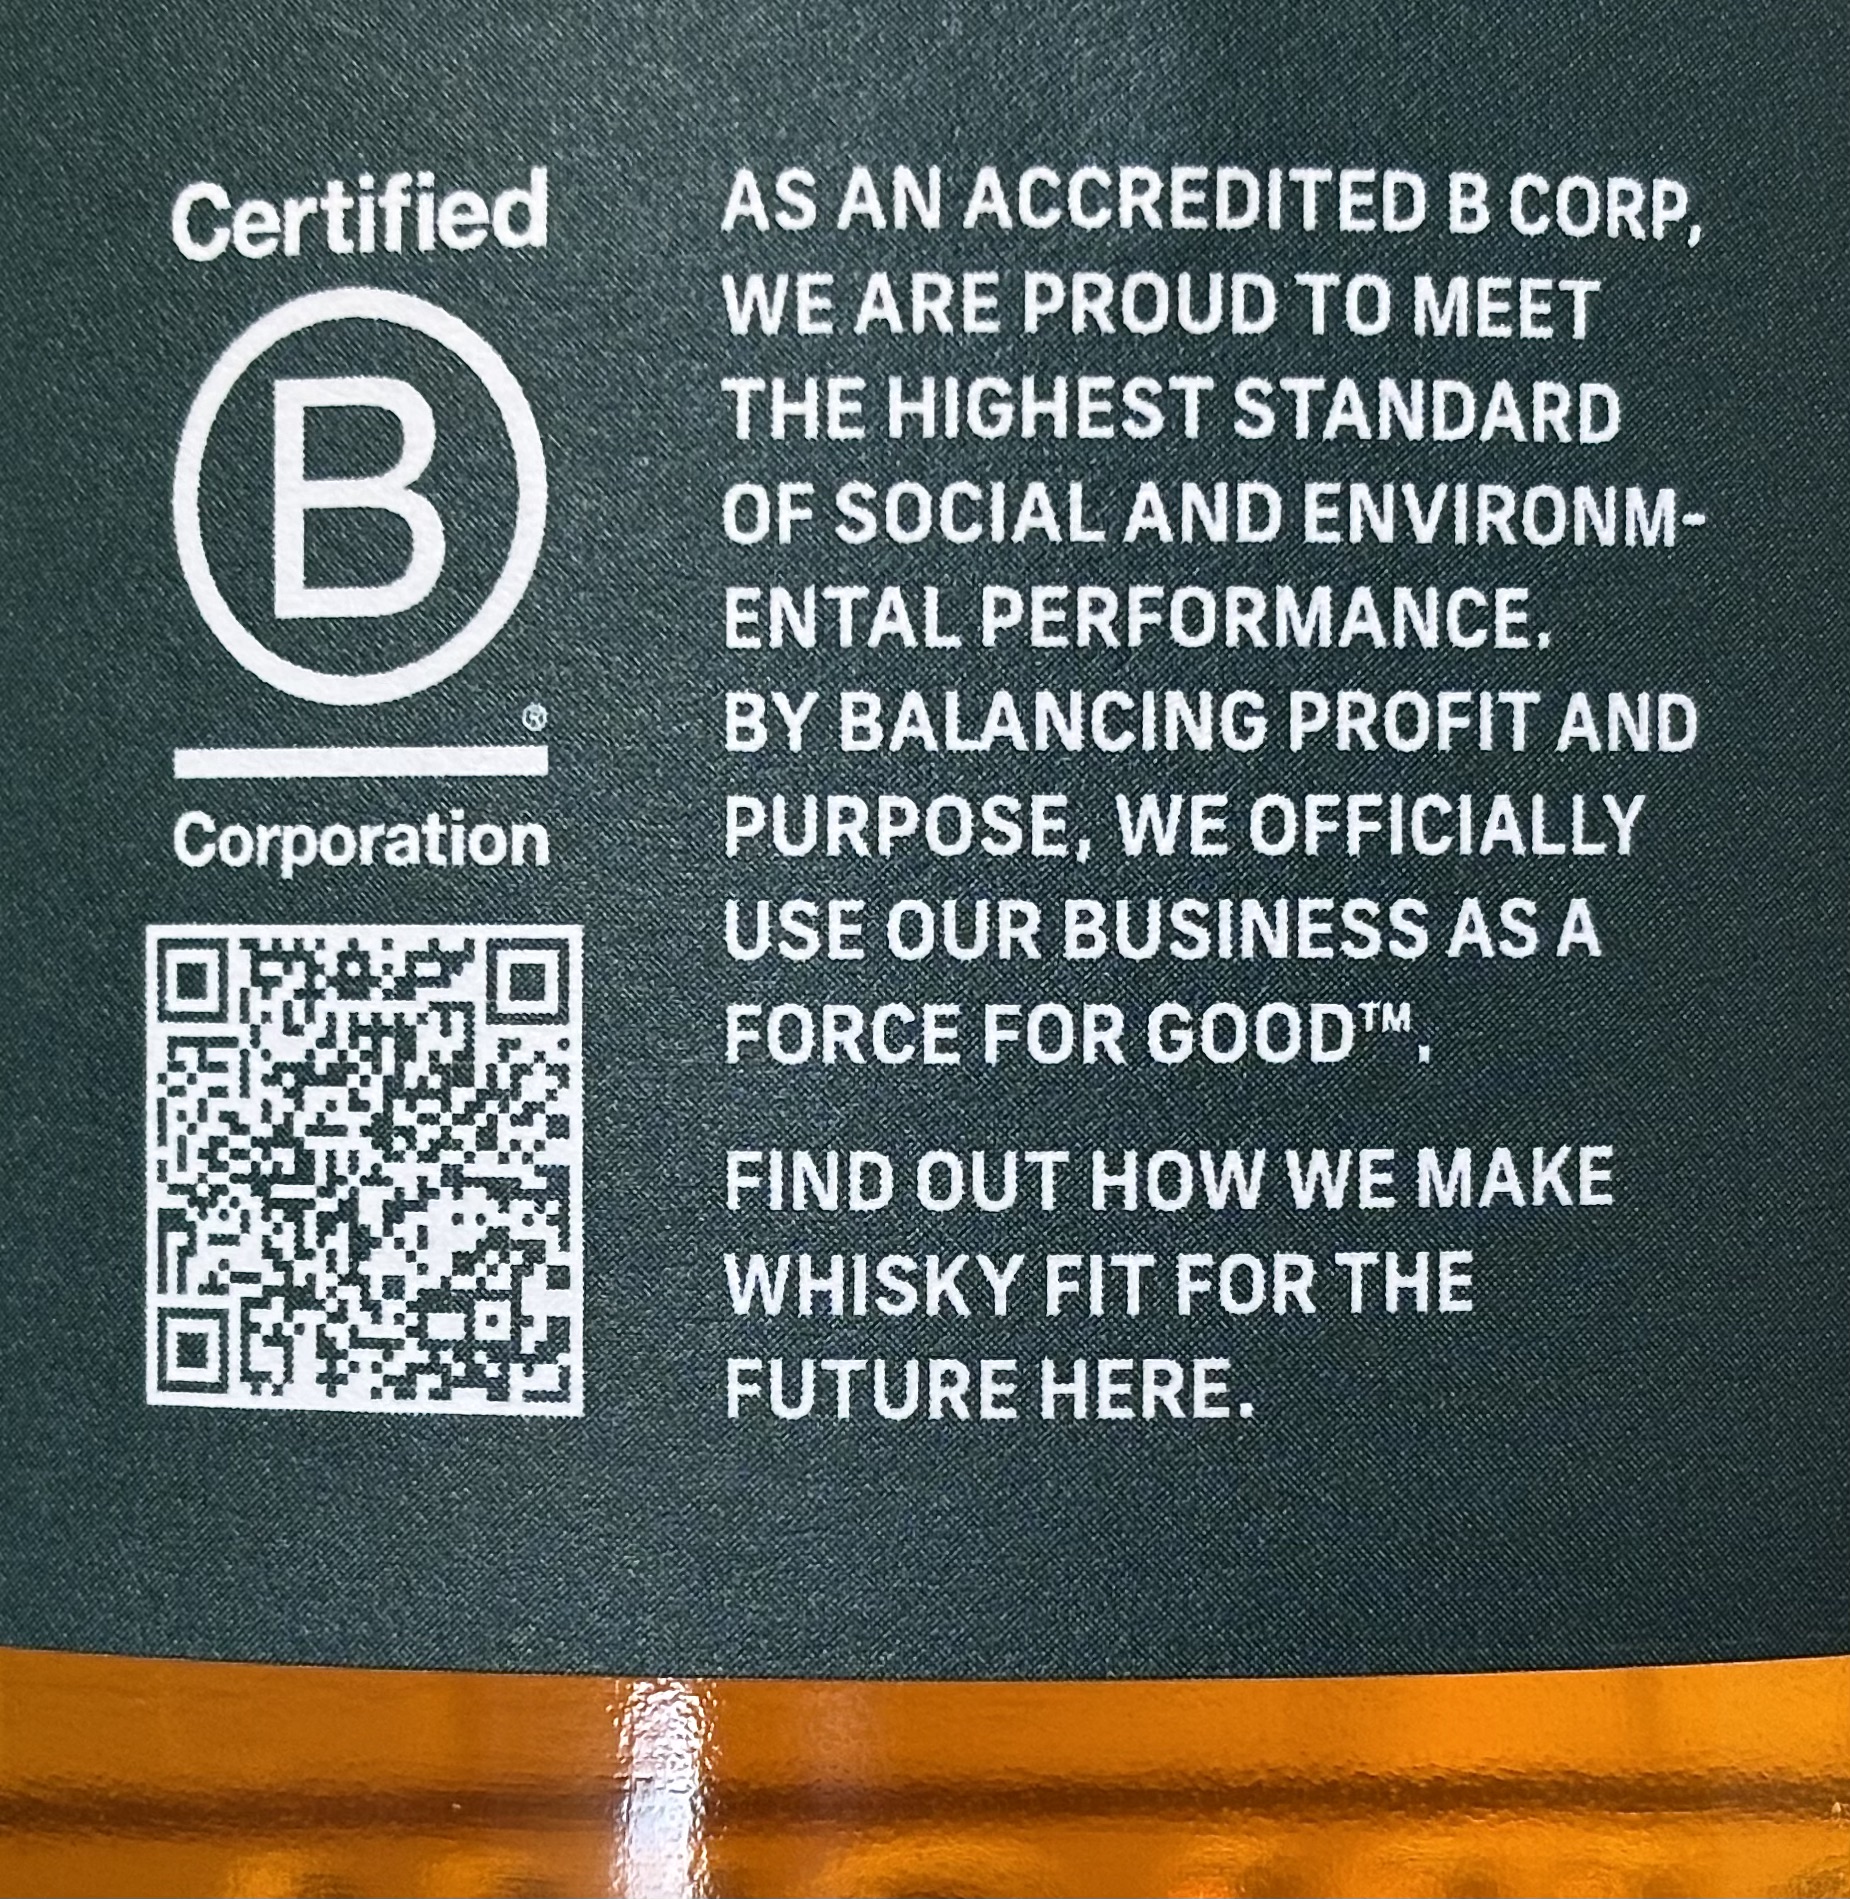 Certified
B
®
Corporation
AS AN ACCREDITED B CORP,
WE ARE PROUD TO MEET
THE HIGHEST STANDARD
OF SOCIAL AND ENVIRONM-
ENTAL PERFORMANCE.
BY BALANCING PROFIT AND
PURPOSE, WE OFFICIALLY
USE OUR BUSINESS AS A
FORCE FOR GOOD™.
FIND OUT HOW WE MAKE
WHISKY FIT FOR THE
FUTURE HERE.